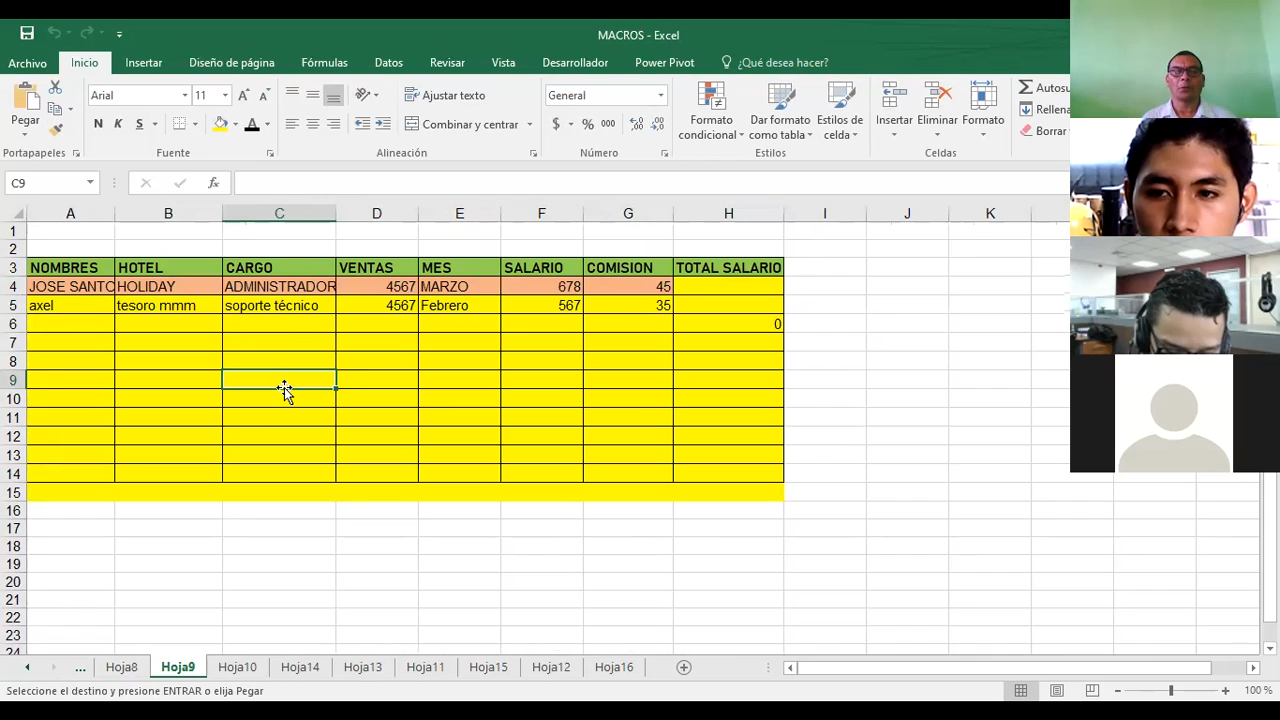 MACROS - Excel
Archivo Inicio Insertar Diseño de página Fórmulas Datos Revisar Vista Desarrollador Power Pivot ¿Qué desea hacer?
Pegar
Arial 11
Ajustar texto
General
N K S
Combinar y centrar
$ % 000
Formato condicional
Dar formato como tabla
Estilos de celda
Insertar Eliminar Formato
Autosu
Rellena
Borrar
Portapapeles Fuente Alineación Número Estilos Celdas
C9 fx
A B C D E F G H I J K
1
2
3 NOMBRES HOTEL CARGO VENTAS MES SALARIO COMISION TOTAL SALARIO
4 JOSE SANTO HOLIDAY ADMINISTRADOR 4567 MARZO 678 45
5 axel tesoro mmm soporte técnico 4567 Febrero 567 35
6 0
7
8
9
10
11
12
13
14
15
16
17
18
19
20
21
22
23
24
... Hoja8 Hoja9 Hoja10 Hoja14 Hoja13 Hoja11 Hoja15 Hoja12 Hoja16
Seleccione el destino y presione ENTRAR o elija Pegar 100 %